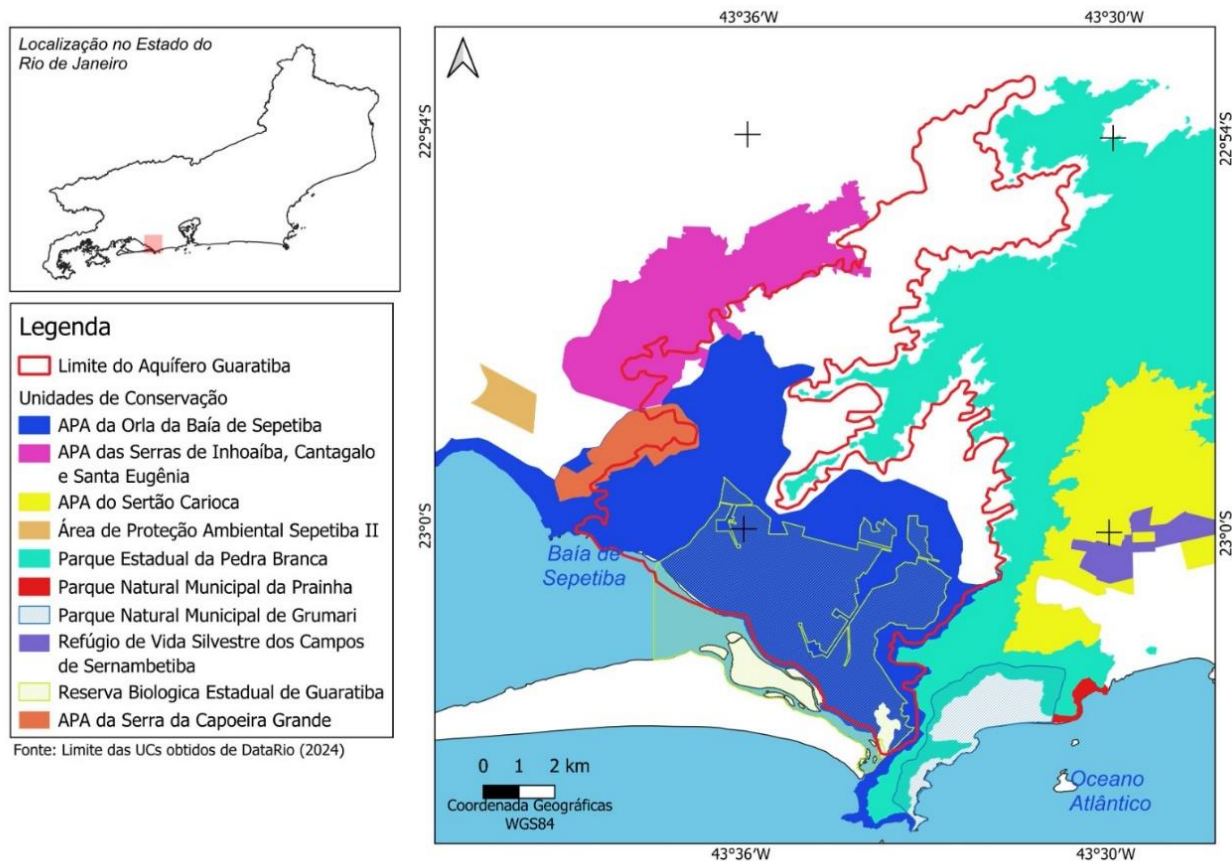 Localização no Estado do
Rio de Janeiro
Legenda
Limite do Aquífero Guaratiba
Unidades de Conservação
APA da Orla da Baía de Sepetiba
APA das Serras de Inhoaíba, Cantagalo
e Santa Eugênia
APA do Sertão Carioca
Área de Proteção Ambiental Sepetiba II
Parque Estadual da Pedra Branca
Parque Natural Municipal da Prainha
Parque Natural Municipal de Grumari
Refúgio de Vida Silvestre dos Campos
de Sernambetiba
Reserva Biologica Estadual de Guaratiba
APA da Serra da Capoeira Grande
Fonte: Limite das UCs obtidos de DataRio (2024)
43°36'W
43°30'W
22°54'S
22°54'S
23°0'S
23°0'S
Baía de
Sepetiba
0 1 2 km
Coordenada Geográficas
WGS84
Oceano
Atlântico
43°36'W
43°30'W